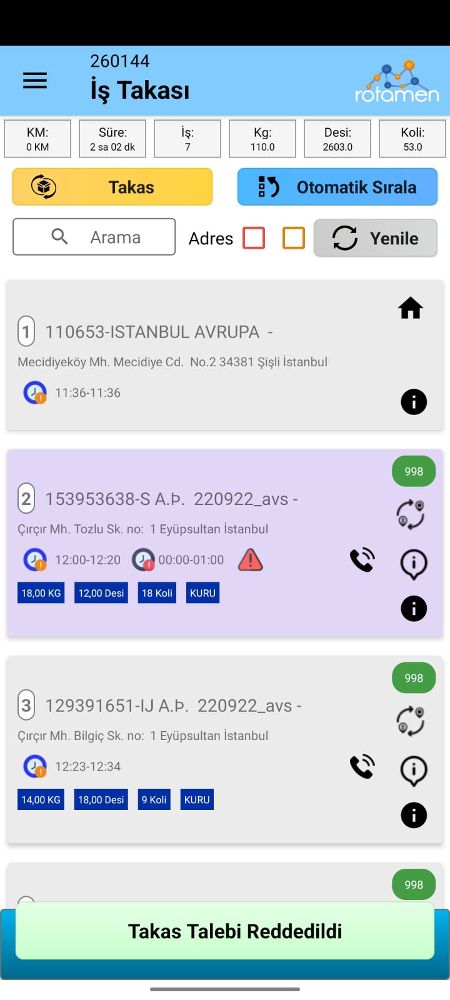 260144
İş Takası
rotamen
KM:
0 KM
Süre:
2 sa 02 dk
İş:
7
Kg:
110.0
Desi:
2603.0
Koli:
53.0
Takas
Otomatik Sırala
Arama
Adres
Yenile
1 110653-ISTANBUL AVRUPA -
Mecidiyeköy Mh. Mecidiye Cd. No.2 34381 Şişli İstanbul
11:36-11:36
i
998
2 153953638-S A.Þ. 220922_avs -
Çırçır Mh. Tozlu Sk. no: 1 Eyüpsultan İstanbul
12:00-12:20 00:00-01:00
i
18,00 KG 12,00 Desi 18 Koli KURU
i
998
3 129391651-IJ A.Þ. 220922_avs -
Çırçır Mh. Bilgiç Sk. no: 1 Eyüpsultan İstanbul
12:23-12:34
i
14,00 KG 18,00 Desi 9 Koli KURU
i
998
Takas Talebi Reddedildi